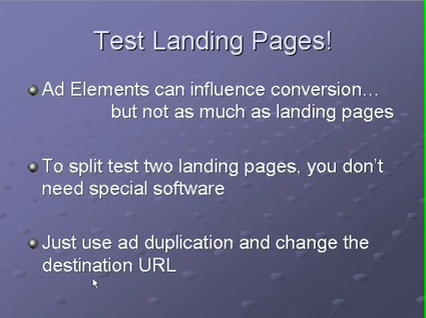 Test Landing Pages!
Ad Elements can influence conversion...
but not as much as landing pages
To split test two landing pages, you don't
need special software
Just use ad duplication and change the
destination URL